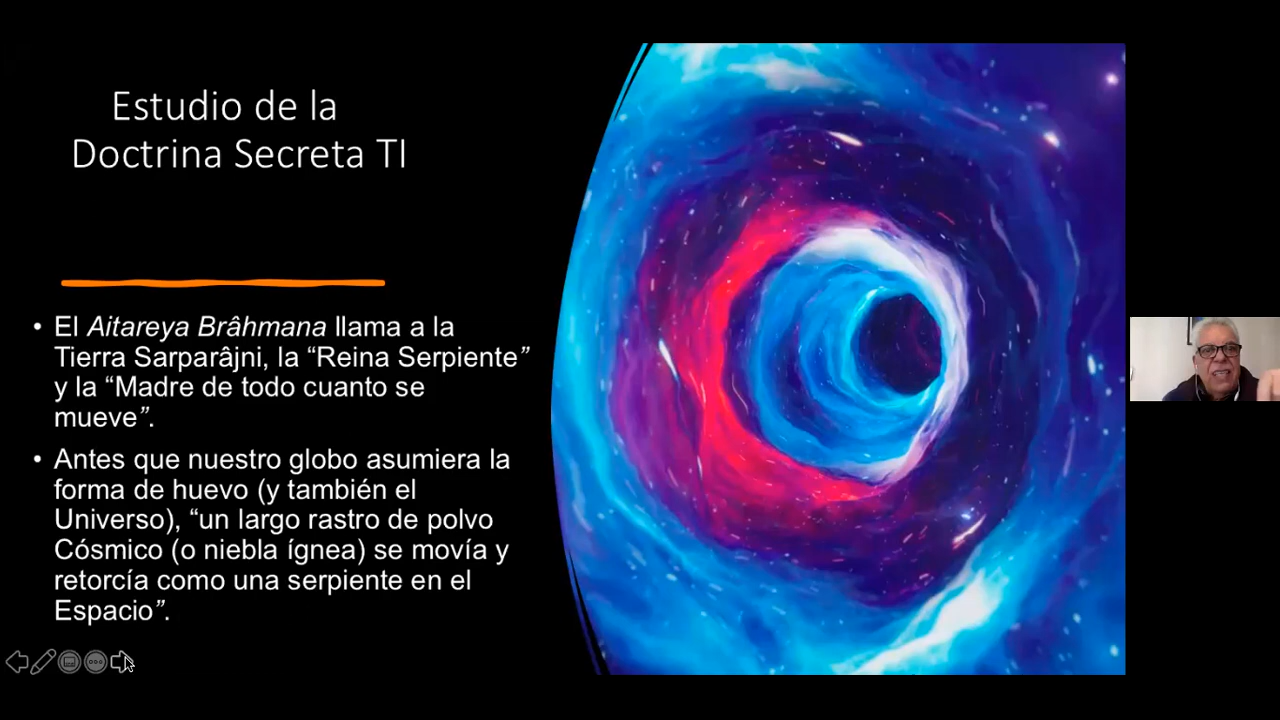 Estudio de la
Doctrina Secreta TI
• El Aitareya Brâhmana llama a la
Tierra Sarparâjni, la “Reina Serpiente”
y la “Madre de todo cuanto se
mueve”.
• Antes que nuestro globo asumiera la
forma de huevo (y también el
Universo), “un largo rastro de polvo
Cósmico (o niebla ígnea) se movía y
retorcía como una serpiente en el
Espacio”.